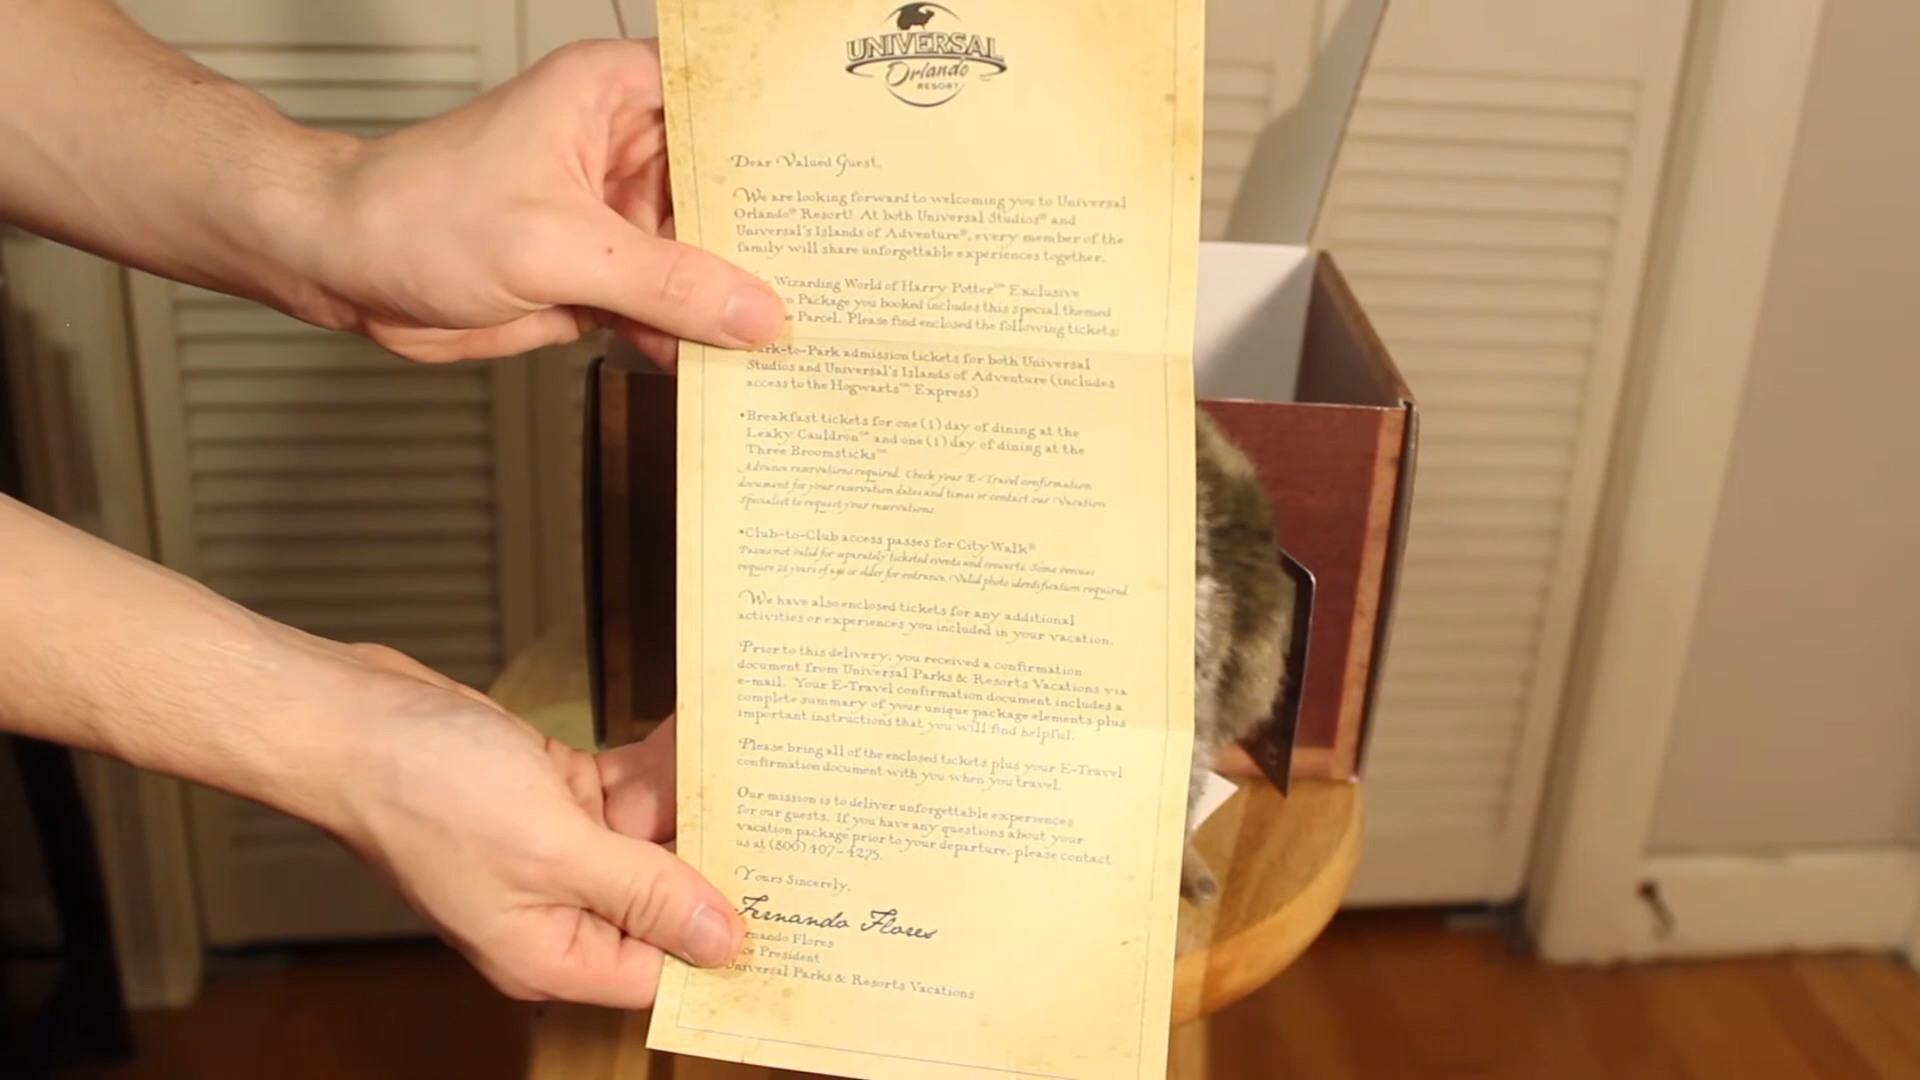 UNIVERSAL
Orlando
RESORT
Dear Valued Guest,
We are looking forward to welcoming you to Universal
Orlando® Resort! At both Universal Studios® and
Universal's Islands of Adventure®, every member of the
family will share unforgettable experiences together.
Wizarding World of Harry Potter™ Exclusive
Package you booked includes this special themed
Parcel. Please find enclosed the following tickets:
Park-to-Park admission tickets for both Universal
Studios and Universal's Islands of Adventure (includes
access to the Hogwarts™ Express)
•Breakfast tickets for one (1) day of dining at the
Leaky Cauldron™ and one (1) day of dining at the
Three Broomsticks™
Advance reservations required. Check your E-Travel confirmation
document for your reservation dates and times or contact our Vacation
Specialist to request your reservations.
•Club-to-Club access passes for CityWalk®
Passes not valid for separately ticketed events and concerts. Some venues
require 21 years of age or older for entrance. Valid photo identification required.
We have also enclosed tickets for any additional
activities or experiences you included in your vacation.
Prior to this delivery, you received a confirmation
document from Universal Parks & Resorts Vacations via
e-mail. Your E-Travel confirmation document includes a
complete summary of your unique package elements plus
important instructions that you will find helpful.
Please bring all of the enclosed tickets plus your E-Travel
confirmation document with you when you travel.
Our mission is to deliver unforgettable experiences
for our guests. If you have any questions about your
vacation package prior to your departure, please contact
us at (800) 407-4275.
Yours Sincerely,
Fernando Flores
Fernando Flores
Vice President
Universal Parks & Resorts Vacations